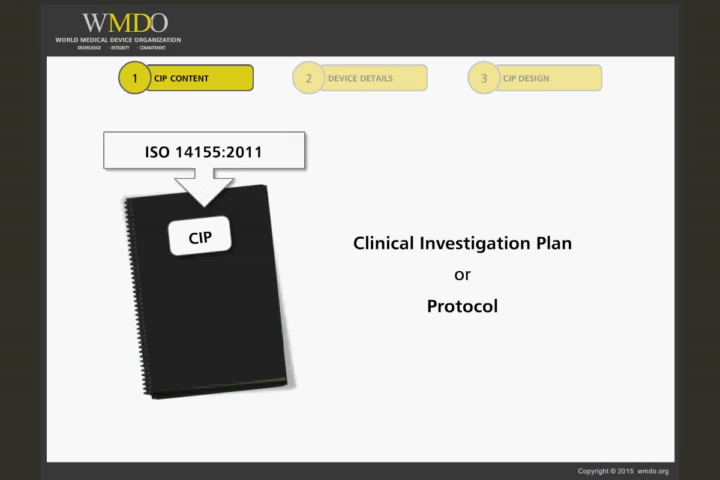 WMDO
WORLD MEDICAL DEVICE ORGANIZATION
KNOWLEDGE · INTEGRITY · COMMITMENT
1 CIP CONTENT
2 DEVICE DETAILS
3 CIP DESIGN
ISO 14155:2011
CIP
Clinical Investigation Plan
or
Protocol
Copyright © 2015 wmdo.org